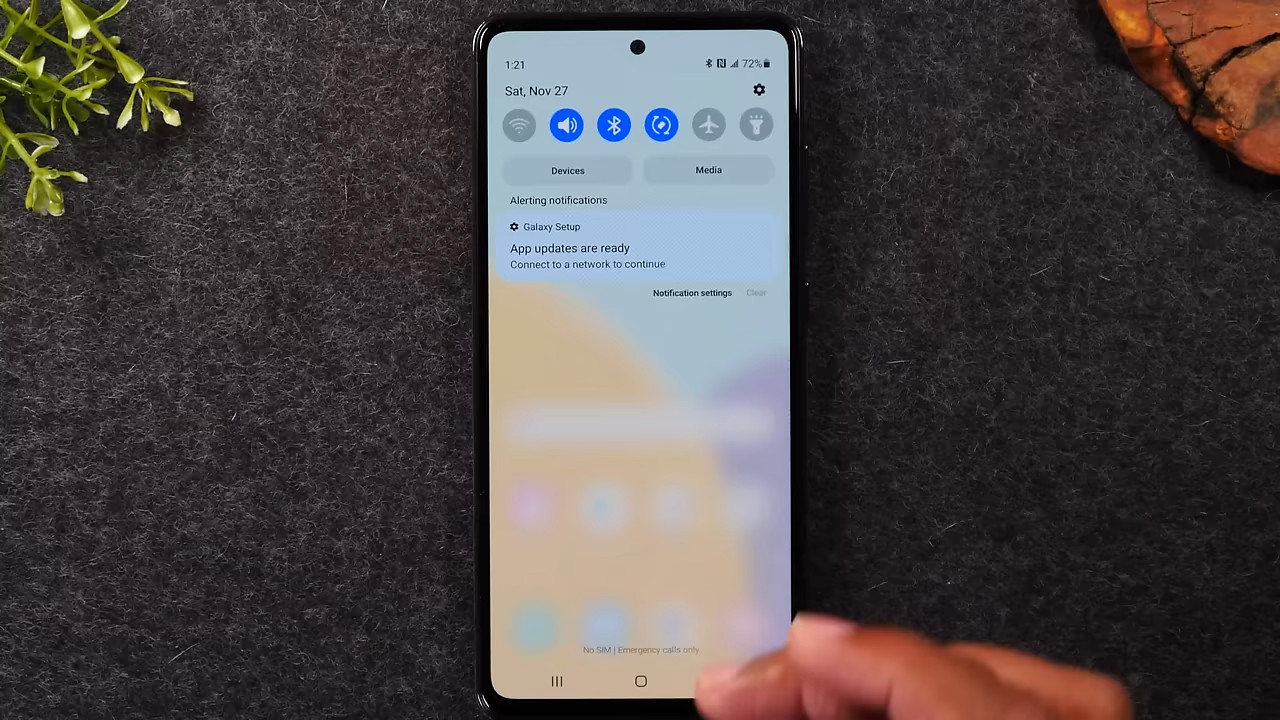 1:21
72%
Sat, Nov 27
Devices
Media
Alerting notifications
Galaxy Setup
App updates are ready
Connect to a network to continue
Notification settings
Clear
No SIM | Emergency calls only